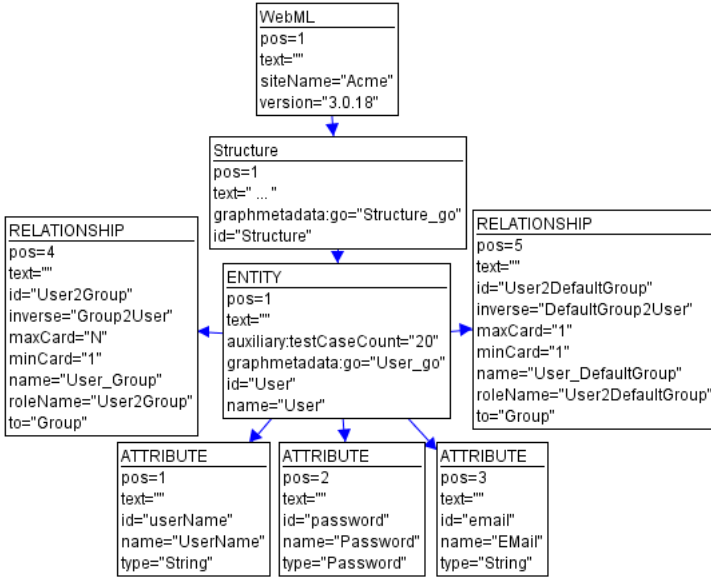 WebML
pos=1
text=""
siteName="Acme"
version="3.0.18"
Structure
pos=1
text=" ... "
graphmetadata:go="Structure_go"
id="Structure"
RELATIONSHIP
pos=4
text=""
id="User2Group"
inverse="Group2User"
maxCard="N"
minCard="1"
name="User_Group"
roleName="User2Group"
to="Group"
ENTITY
pos=1
text=""
auxiliary:testCaseCount="20"
graphmetadata:go="User_go"
id="User"
name="User"
RELATIONSHIP
pos=5
text=""
id="User2DefaultGroup"
inverse="DefaultGroup2User"
maxCard="1"
minCard="1"
name="User_DefaultGroup"
roleName="User2DefaultGroup"
to="Group"
ATTRIBUTE
pos=1
text=""
id="userName"
name="UserName"
type="String"
ATTRIBUTE
pos=2
text=""
id="password"
name="Password"
type="Password"
ATTRIBUTE
pos=3
text=""
id="email"
name="EMail"
type="String"